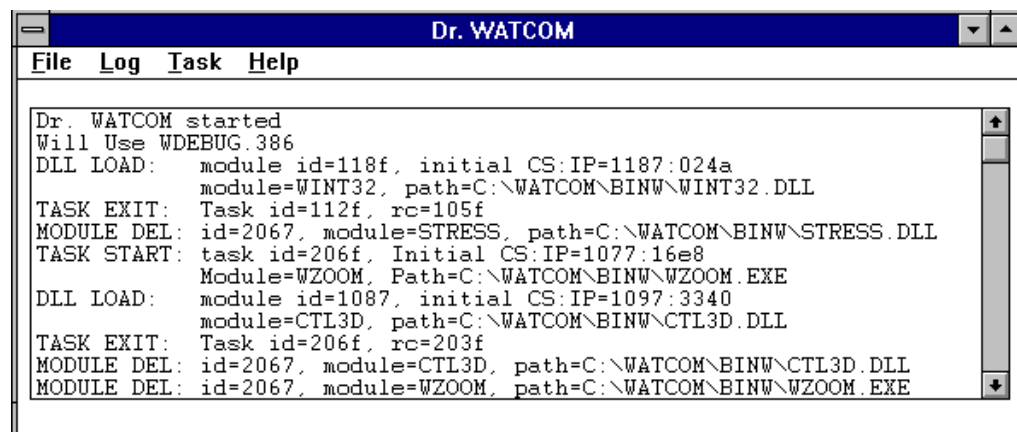 Dr. WATCOM
File Log Task Help
Dr. WATCOM started
Will Use WDEBUG.386
DLL LOAD: module id=118f, initial CS:IP=1187:024a
module=WINT32, path=C:\WATCOM\BINW\WINT32.DLL
TASK EXIT: Task id=112f, rc=105f
MODULE DEL: id=2067, module=STRESS, path=C:\WATCOM\BINW\STRESS.DLL
TASK START: task id=206f, Initial CS:IP=1077:16e8
Module=WZOOM, Path=C:\WATCOM\BINW\WZOOM.EXE
DLL LOAD: module id=1087, initial CS:IP=1097:3340
module=CTL3D, path=C:\WATCOM\BINW\CTL3D.DLL
TASK EXIT: Task id=206f, rc=203f
MODULE DEL: id=2067, module=CTL3D, path=C:\WATCOM\BINW\CTL3D.DLL
MODULE DEL: id=2067, module=WZOOM, path=C:\WATCOM\BINW\WZOOM.EXE